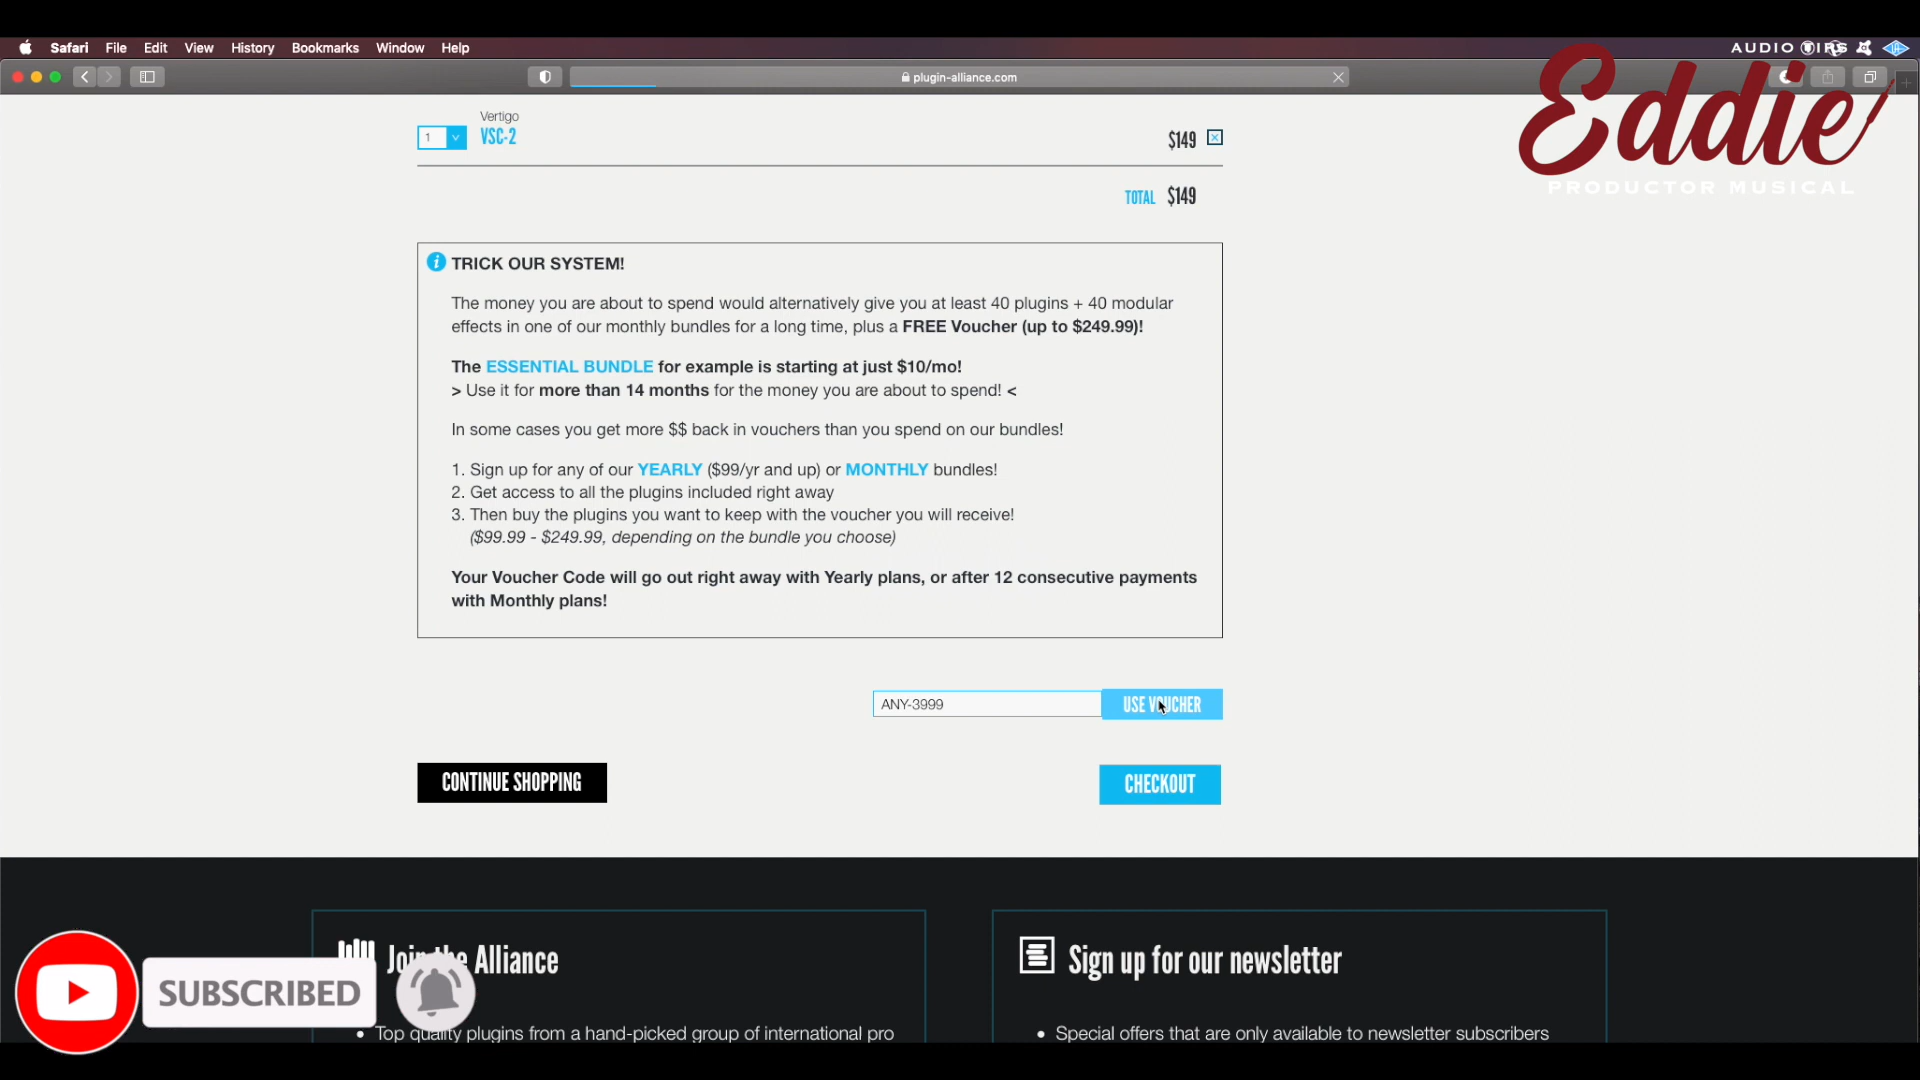 Safari File Edit View History Bookmarks Window Help
AUDIO
plugin-alliance.com
Eddie
PRODUCTOR MUSICAL
Vertigo
1 VSC-2 $149
TOTAL $149
TRICK OUR SYSTEM!
The money you are about to spend would alternatively give you at least 40 plugins + 40 modular
effects in one of our monthly bundles for a long time, plus a FREE Voucher (up to $249.99)!
The ESSENTIAL BUNDLE for example is starting at just $10/mo!
> Use it for more than 14 months for the money you are about to spend! <
In some cases you get more $$ back in vouchers than you spend on our bundles!
1. Sign up for any of our YEARLY ($99/yr and up) or MONTHLY bundles!
2. Get access to all the plugins included right away
3. Then buy the plugins you want to keep with the voucher you will receive!
($99.99 - $249.99, depending on the bundle you choose)
Your Voucher Code will go out right away with Yearly plans, or after 12 consecutive payments
with Monthly plans!
ANY-3999 USE VOUCHER
CONTINUE SHOPPING CHECKOUT
Join the Alliance
Sign up for our newsletter
SUBSCRIBED
• Top quality plugins from a hand-picked group of international pro
• Special offers that are only available to newsletter subscribers